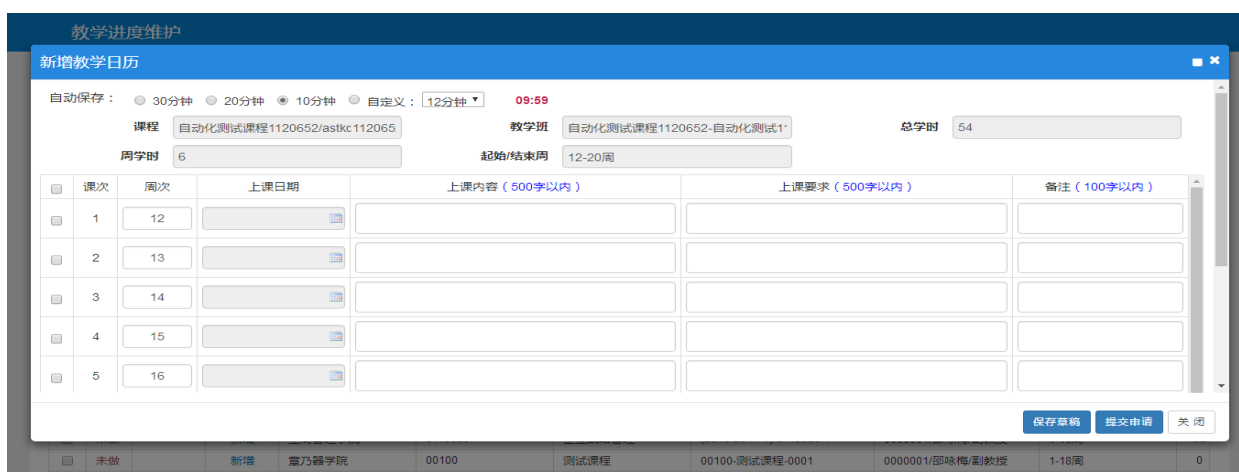 教学进度维护
新增教学日历
自动保存： 30分钟 20分钟 10分钟 自定义： 12分钟 09:59
课程 自动化测试课程1120652/astkc112065 教学班 自动化测试课程1120652-自动化测试1 总学时 54
周学时 6 起始/结束周 12-20周
课次 周次 上课日期 上课内容（500字以内） 上课要求（500字以内） 备注（100字以内）
1 12
2 13
3 14
4 15
5 16
保存草稿 提交申请 关 闭
未做 新增 章乃器学院 00100 测试课程 00100-测试课程-0001 0000001/邵咏梅/副教授 1-18周 0